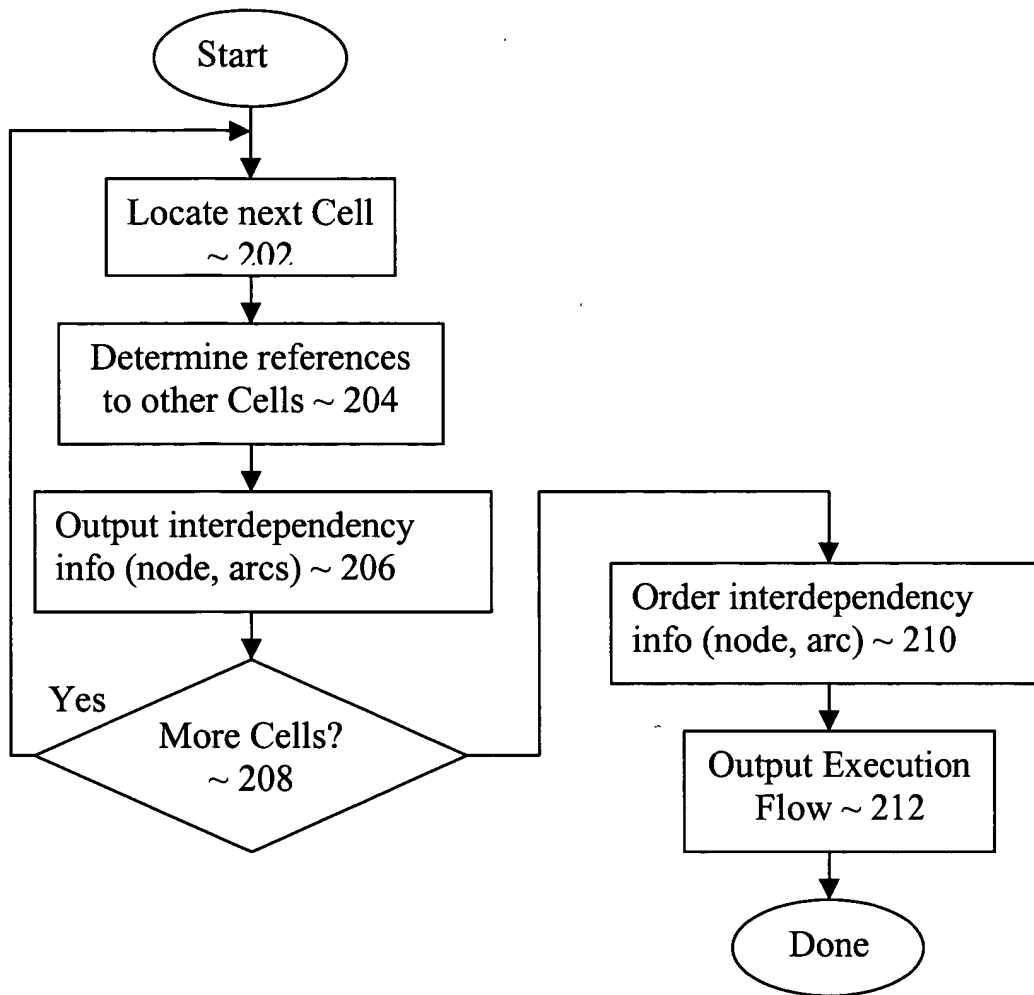 Start
Locate next Cell
~ 202
Determine references
to other Cells ~ 204
Output interdependency
info (node, arcs) ~ 206
Yes
More Cells?
~ 208
Order interdependency
info (node, arc) ~ 210
Output Execution
Flow ~ 212
Done